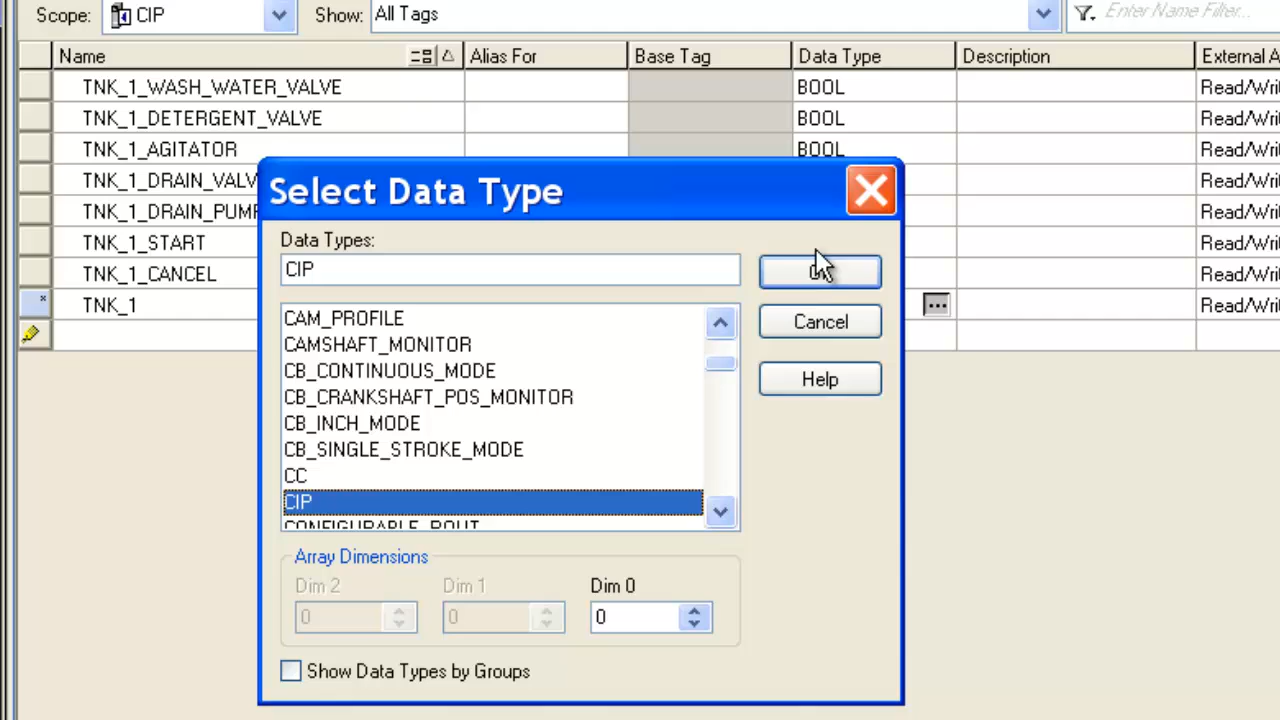 Scope: CIP Show: All Tags Enter Name Filter...
Name Alias For Base Tag Data Type Description External A
TNK_1_WASH_WATER_VALVE BOOL Read/Writ
TNK_1_DETERGENT_VALVE BOOL Read/Writ
TNK_1_AGITATOR BOOL Read/Writ
TNK_1_DRAIN_VALV Read/Writ
TNK_1_DRAIN_PUMP Read/Writ
TNK_1_START Read/Writ
TNK_1_CANCEL Read/Writ
TNK_1 ... Read/Writ
Select Data Type
Data Types:
CIP
Cancel
Help
CAM_PROFILE
CAMSHAFT_MONITOR
CB_CONTINUOUS_MODE
CB_CRANKSHAFT_POS_MONITOR
CB_INCH_MODE
CB_SINGLE_STROKE_MODE
CC
CIP
CONFIGURABLE_ROUT
Array Dimensions
Dim 2 Dim 1 Dim 0
0 0 0
Show Data Types by Groups